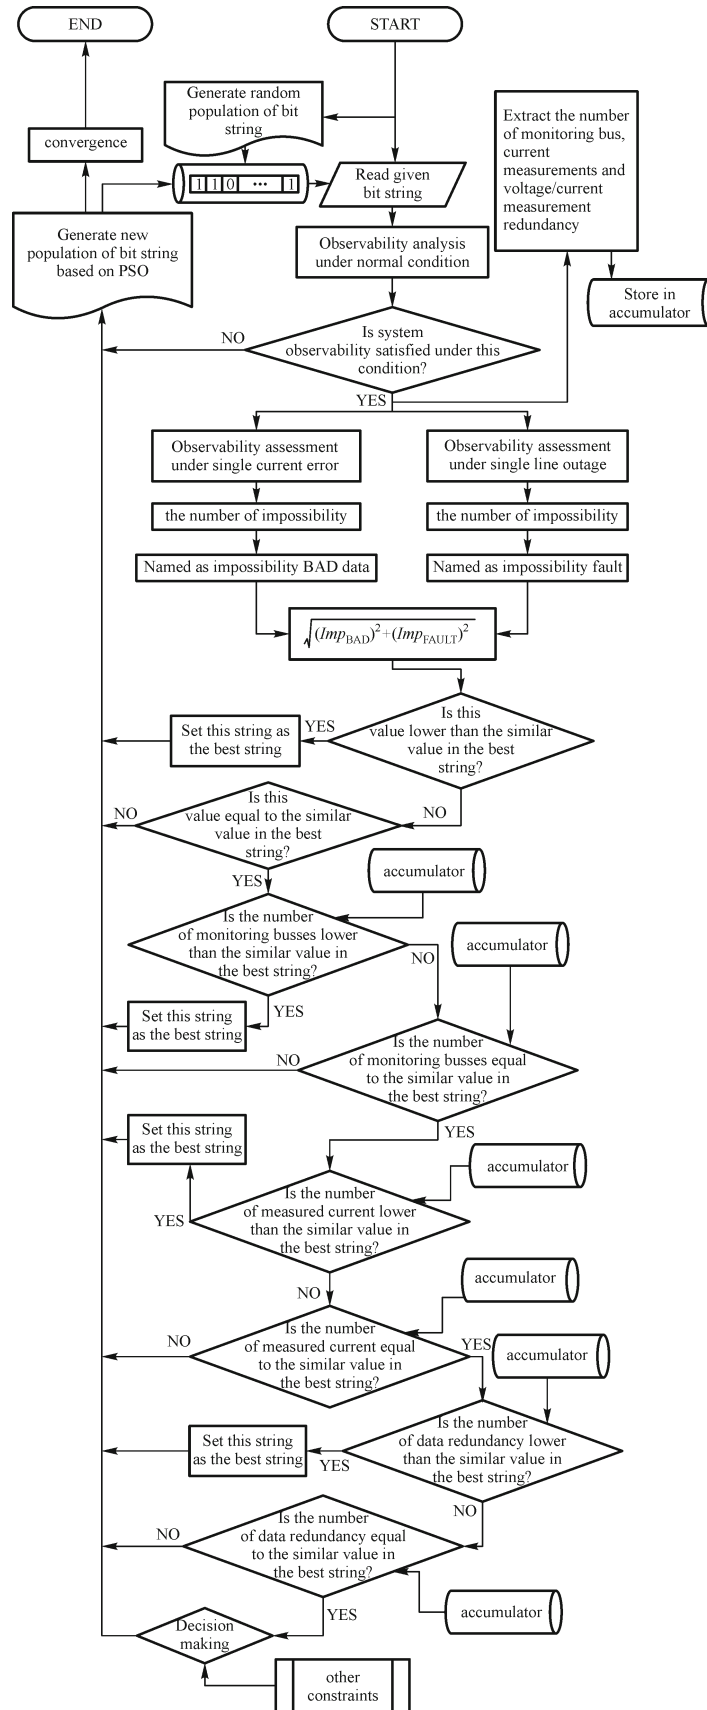 END
START
Generate random
population of bit
string
convergence
1 1 0 ... 1
Read given
bit string
Extract the number
of monitoring bus,
current
measurements and
voltage/current
measurement
redundancy
Generate new
population of bit string
based on PSO
Observability analysis
under normal condition
Store in
accumulator
NO
Is system
observability satisfied under this
condition?
YES
Observability assessment
under single current error
Observability assessment
under single line outage
the number of impossibility
the number of impossibility
Named as impossibility BAD data
Named as impossibility fault
√(Imp_BAD)²+(Imp_FAULT)²
Is this
value lower than the similar
value in the best
string?
YES
Set this string as
the best string
NO
Is this
value equal to the similar
value in the best
string?
NO
YES
accumulator
Is the number
of monitoring busses lower
than the similar value in
the best string?
NO
accumulator
YES
Set this string
as the best string
Is the number
of monitoring busses equal
to the similar value in
the best string?
NO
YES
Set this string
as the best string
accumulator
Is the number
of measured current lower
than the similar value in
the best string?
YES
NO
accumulator
Is the number
of measured current equal
to the similar value in
the best string?
NO
YES
accumulator
Is the number
of data redundancy lower
than the similar value in
the best string?
Set this string
as the best string
YES
NO
Is the number
of data redundancy equal
to the similar value in
the best string?
NO
YES
accumulator
Decision
making
other
constraints